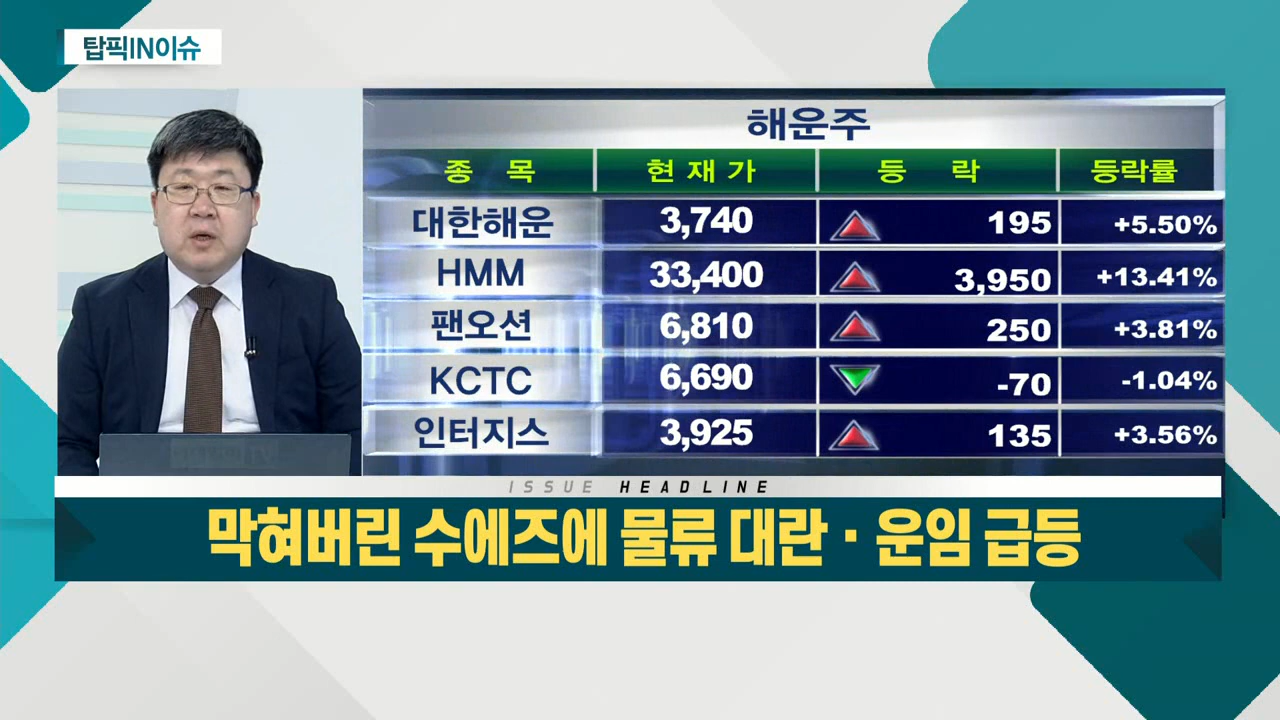 탑픽IN이슈
해운주
종 목 현 재 가 등 락 등락률
대한해운 3,740 195 +5.50%
HMM 33,400 3,950 +13.41%
팬오션 6,810 250 +3.81%
KCTC 6,690 -70 -1.04%
인터지스 3,925 135 +3.56%
ISSUE HEADLINE
막혀버린 수에즈에 물류 대란·운임 급등